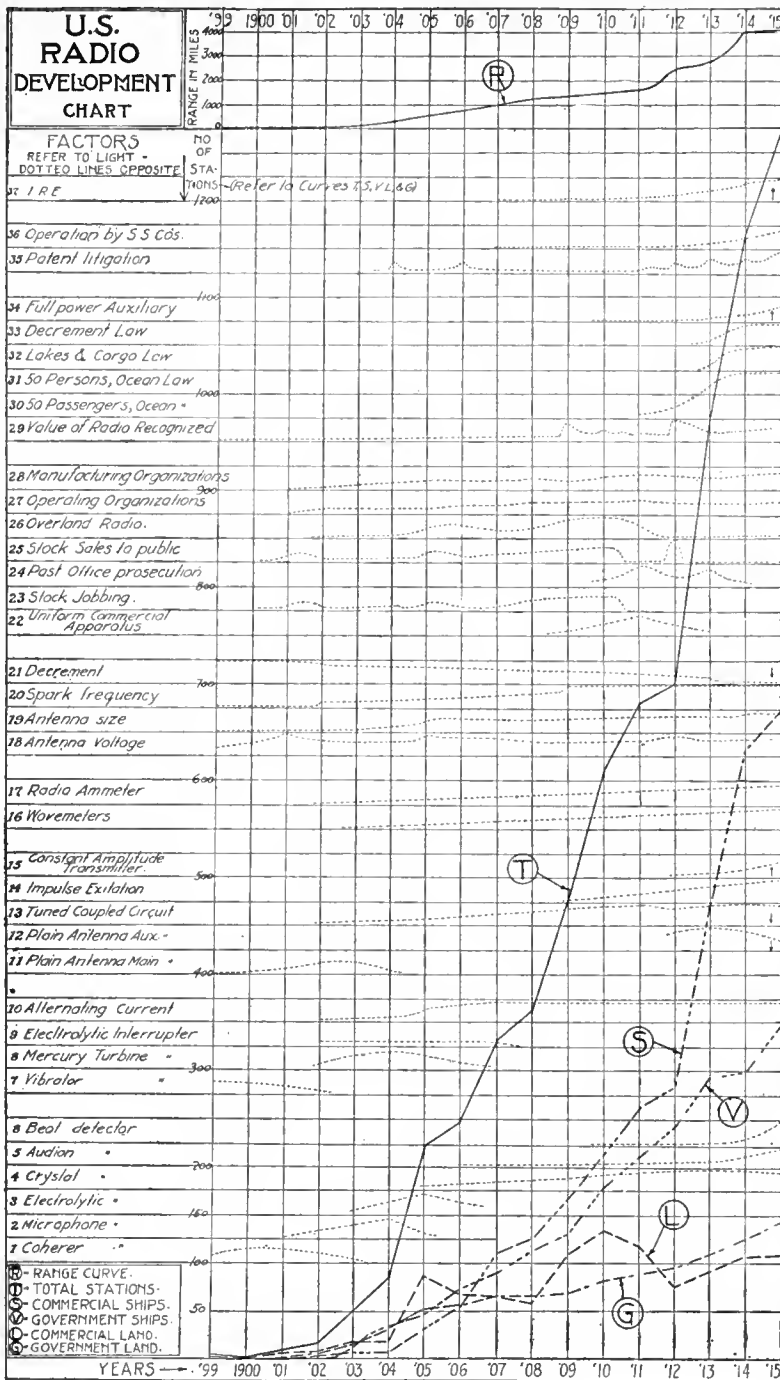 U.S.
RADIO
DEVELOPMENT
CHART
'99 1900 '01 '02 '03 '04 '05 '06 '07 '08 '09 '10 '11 '12 '13 '14 '15
RANGE IN MILES
4000
3000
2000
1000
0
R
FACTORS
REFER TO LIGHT -
DOTTED LINES OPPOSITE
NO
OF
STA-
TIONS (Refer to Curves T,S,V L,& G)
37 I R E
1200
36 Operation by S S Cos.
35 Patent litigation
1100
34 Full power Auxiliary
33 Decrement Law
32 Lakes & Cargo Law
31 50 Persons, Ocean Law
1000
30 50 Passengers, Ocean "
29 Value of Radio Recognized
28 Manufacturing Organizations
900
27 Operating Organizations
26 Overland Radio.
25 Stock Sales to public
24 Post Office prosecution
800
23 Stock Jobbing.
22 Uniform Commercial
Apparatus
21 Decrement
700
20 Spark frequency
19 Antenna size
18 Antenna Voltage
600
17 Radio Ammeter
16 Wavemeters
15 Constant Amplitude
Transmitter.
500
T
14 Impulse Exitation
13 Tuned Coupled Circuit
12 Plain Antenna Aux. "
11 Plain Antenna Main "
400
10 Alternating Current
9 Electrolytic Interrupter
S
8 Mercury Turbine "
300
7 Vibrator "
V
6 Beat detector
5 Audion "
200
4 Crystal "
3 Electrolytic "
150
L
2 Microphone "
1 Coherer "
100
R - RANGE CURVE.
T - TOTAL STATIONS.
S - COMMERCIAL SHIPS.
50
V - GOVERNMENT SHIPS.
L - COMMERCIAL LAND.
G - GOVERNMENT LAND.
G
YEARS '99 1900 '01 '02 '03 '04 '05 '06 '07 '08 '09 '10 '11 '12 '13 '14 '15